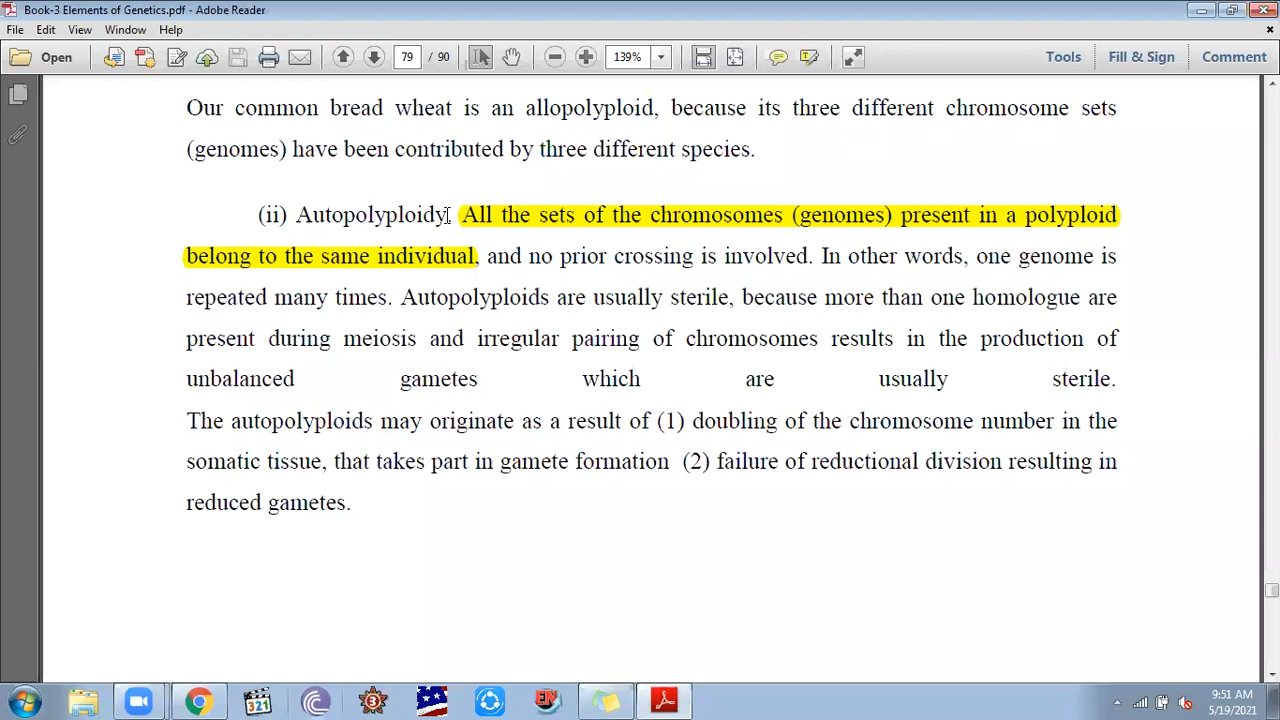 Book-3 Elements of Genetics.pdf - Adobe Reader
File Edit View Window Help
Open 79 / 90 139% Tools Fill & Sign Comment
Our common bread wheat is an allopolyploid, because its three different chromosome sets
(genomes) have been contributed by three different species.
(ii) Autopolyploidy: All the sets of the chromosomes (genomes) present in a polyploid
belong to the same individual, and no prior crossing is involved. In other words, one genome is
repeated many times. Autopolyploids are usually sterile, because more than one homologue are
present during meiosis and irregular pairing of chromosomes results in the production of
unbalanced gametes which are usually sterile.
The autopolyploids may originate as a result of (1) doubling of the chromosome number in the
somatic tissue, that takes part in gamete formation (2) failure of reductional division resulting in
reduced gametes.
321
3
EN
9:51 AM
5/19/2021